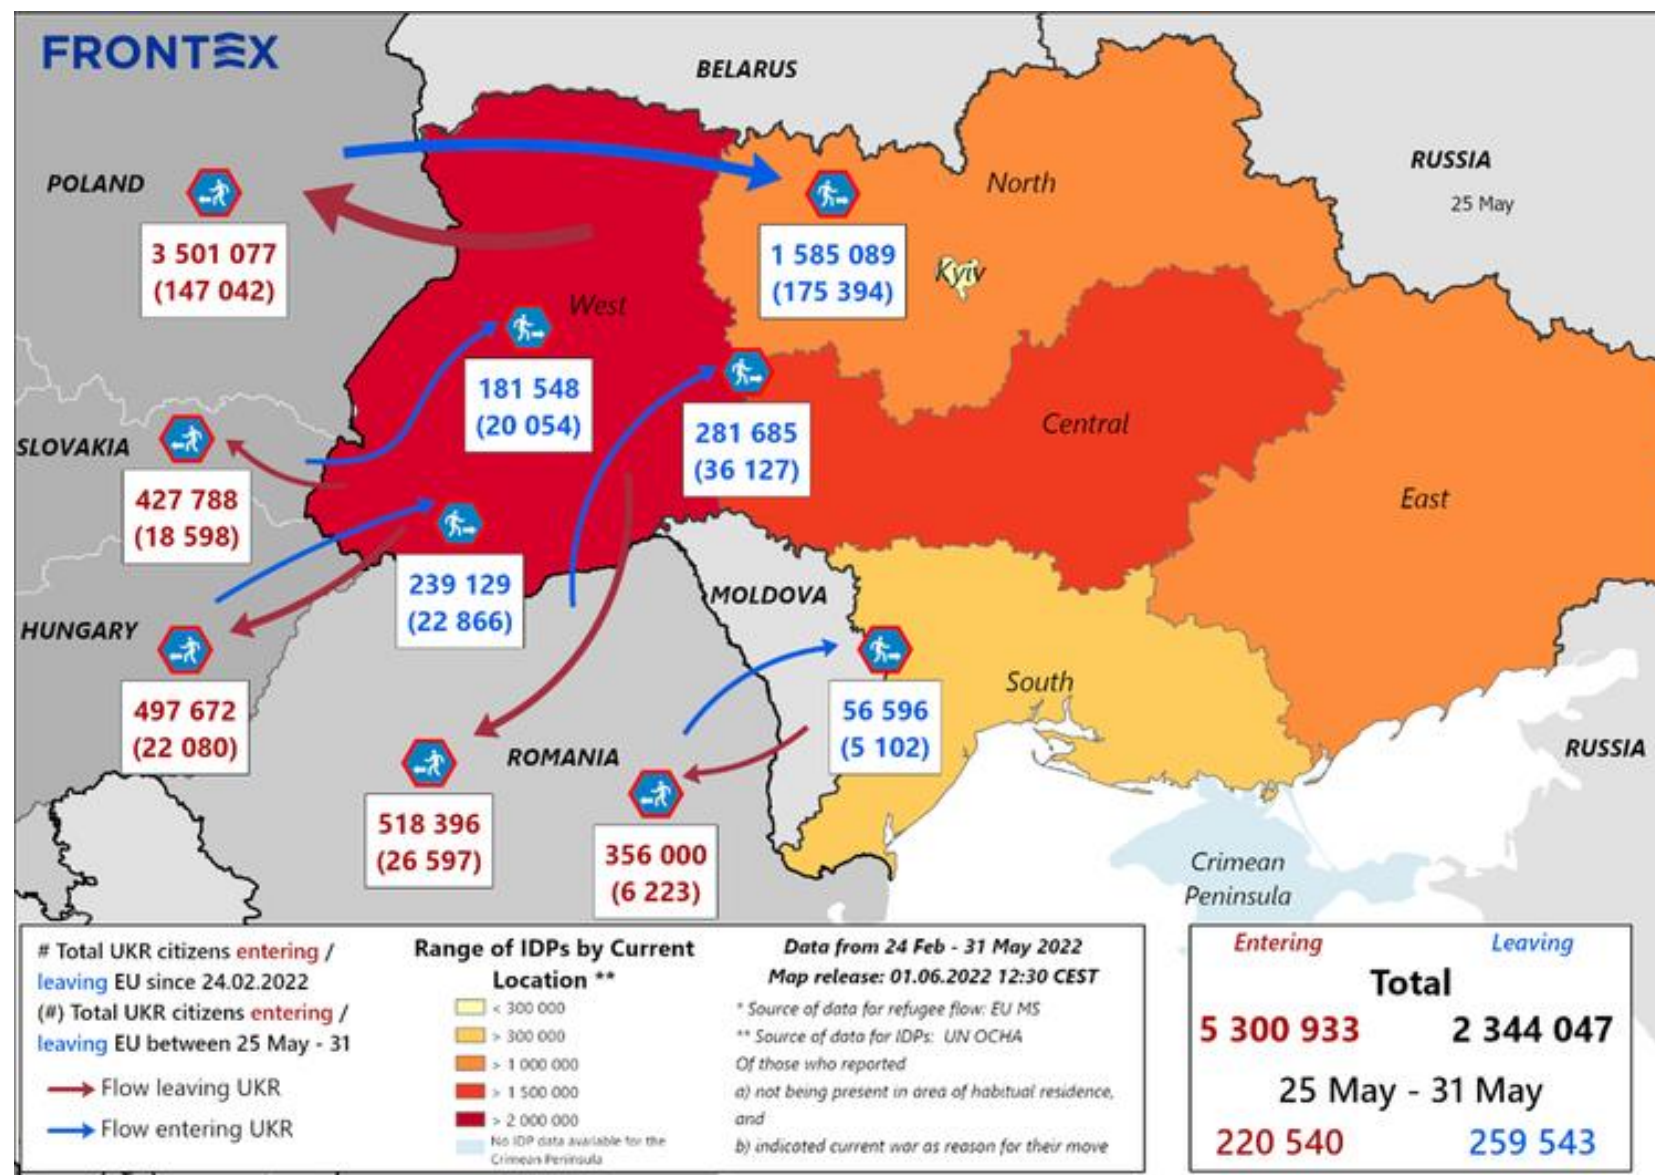 FRONTEX
BELARUS
RUSSIA
25 May
POLAND
North
3 501 077
(147 042)
1 585 089
(175 394)
Kyiv
West
181 548
(20 054)
281 685
(36 127)
Central
SLOVAKIA
427 788
(18 598)
East
239 129
(22 866)
MOLDOVA
HUNGARY
497 672
(22 080)
South
56 596
(5 102)
ROMANIA
RUSSIA
518 396
(26 597)
356 000
(6 223)
Crimean
Peninsula
# Total UKR citizens entering /
leaving EU since 24.02.2022
(#) Total UKR citizens entering /
leaving EU between 25 May - 31
Flow leaving UKR
Flow entering UKR
Range of IDPs by Current
Location **
< 300 000
> 300 000
> 1 000 000
> 1 500 000
> 2 000 000
No IDP data available for the
Crimean Peninsula
Data from 24 Feb - 31 May 2022
Map release: 01.06.2022 12:30 CEST
* Source of data for refugee flow: EU MS
** Source of data for IDPs: UN OCHA
Of those who reported
a) not being present in area of habitual residence,
and
b) indicated current war as reason for their move
Entering Leaving
Total
5 300 933 2 344 047
25 May - 31 May
220 540 259 543